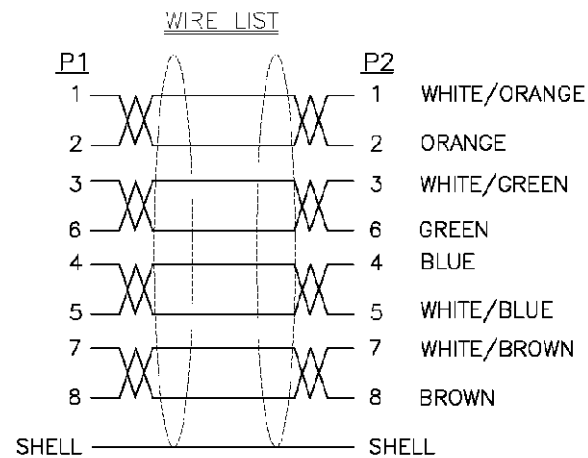 WIRE LIST
P1 P2
1 1 WHITE/ORANGE
2 2 ORANGE
3 3 WHITE/GREEN
6 6 GREEN
4 4 BLUE
5 5 WHITE/BLUE
7 7 WHITE/BROWN
8 8 BROWN
SHELL SHELL